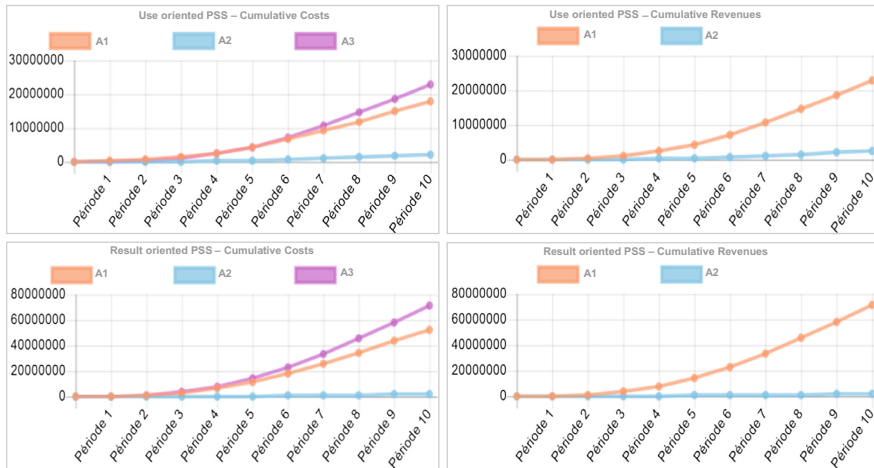 Use oriented PSS – Cumulative Costs
A1 A2 A3
30000000
20000000
10000000
0
Période 1 Période 2 Période 3 Période 4 Période 5 Période 6 Période 7 Période 8 Période 9 Période 10
Use oriented PSS – Cumulative Revenues
A1 A2
30000000
20000000
10000000
0
Période 1 Période 2 Période 3 Période 4 Période 5 Période 6 Période 7 Période 8 Période 9 Période 10
Result oriented PSS – Cumulative Costs
A1 A2 A3
80000000
60000000
40000000
20000000
0
Période 1 Période 2 Période 3 Période 4 Période 5 Période 6 Période 7 Période 8 Période 9 Période 10
Result oriented PSS – Cumulative Revenues
A1 A2
80000000
60000000
40000000
20000000
0
Période 1 Période 2 Période 3 Période 4 Période 5 Période 6 Période 7 Période 8 Période 9 Période 10